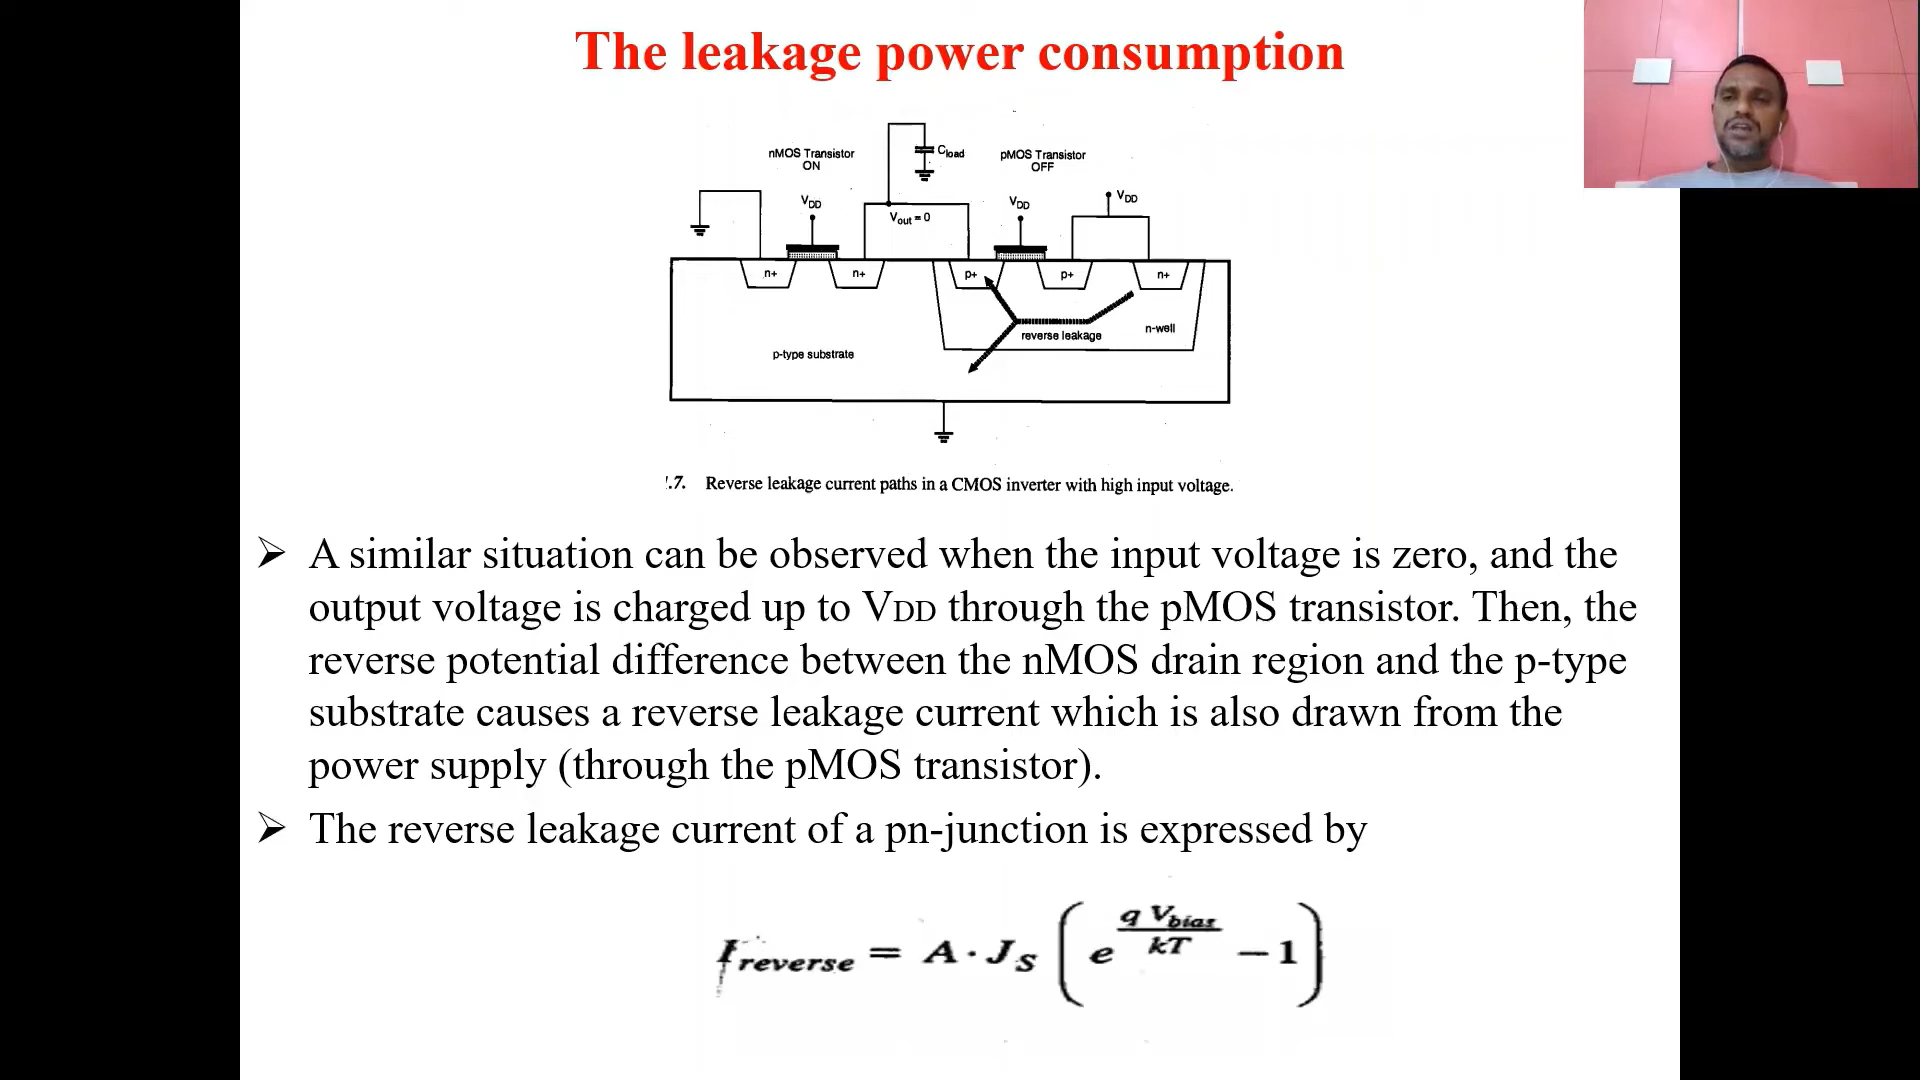 The leakage power consumption
nMOS Transistor
ON
Cload
pMOS Transistor
OFF
VDD
Vout = 0
VDD
VDD
n+
n+
p+
p+
n+
reverse leakage
n-well
p-type substrate
.7. Reverse leakage current paths in a CMOS inverter with high input voltage.
➢ A similar situation can be observed when the input voltage is zero, and the
output voltage is charged up to VDD through the pMOS transistor. Then, the
reverse potential difference between the nMOS drain region and the p-type
substrate causes a reverse leakage current which is also drawn from the
power supply (through the pMOS transistor).
➢ The reverse leakage current of a pn-junction is expressed by
I reverse = A · J S ( e q Vbias / kT − 1 )